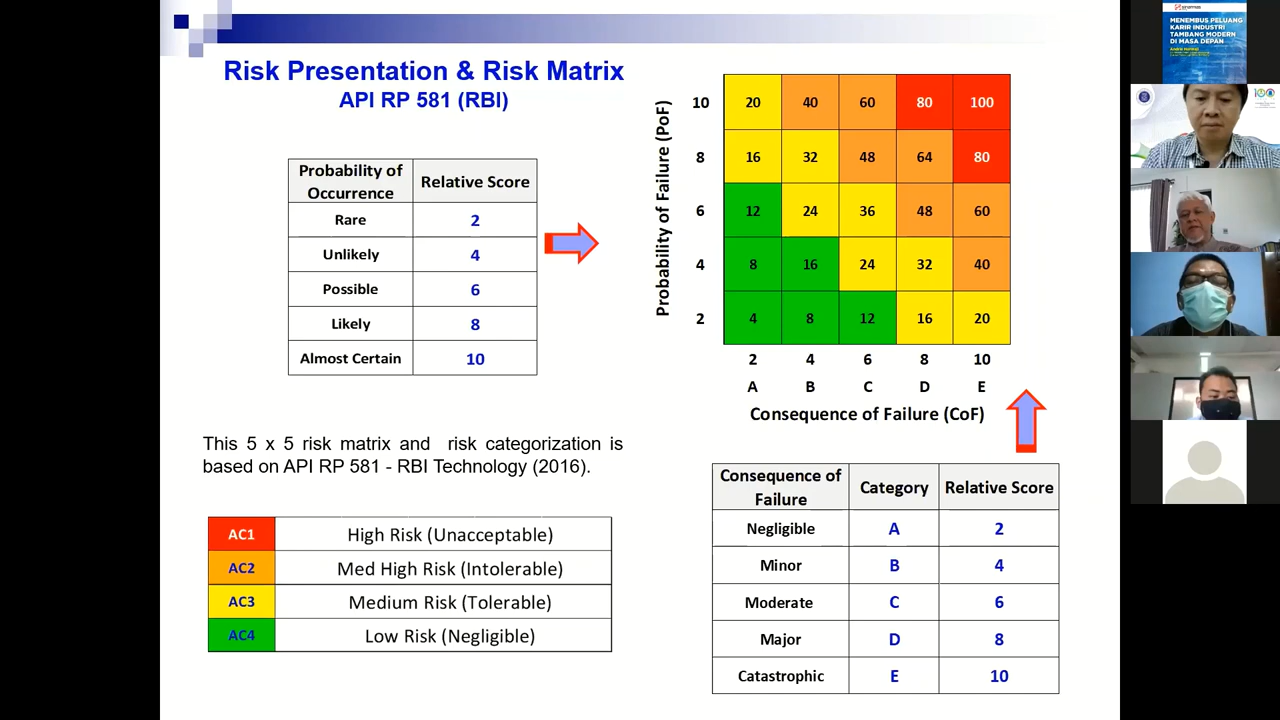 Risk Presentation & Risk Matrix
API RP 581 (RBI)
Probability of Occurrence Relative Score
Rare 2
Unlikely 4
Possible 6
Likely 8
Almost Certain 10
This 5 x 5 risk matrix and risk categorization is
based on API RP 581 - RBI Technology (2016).
AC1 High Risk (Unacceptable)
AC2 Med High Risk (Intolerable)
AC3 Medium Risk (Tolerable)
AC4 Low Risk (Negligible)
Probability of Failure (PoF)
10 20 40 60 80 100
8 16 32 48 64 80
6 12 24 36 48 60
4 8 16 24 32 40
2 4 8 12 16 20
2 4 6 8 10
A B C D E
Consequence of Failure (CoF)
Consequence of Failure Category Relative Score
Negligible A 2
Minor B 4
Moderate C 6
Major D 8
Catastrophic E 10
MENEMBUS PELUANG
KARIR INDUSTRI
TAMBANG MODERN
DI MASA DEPAN